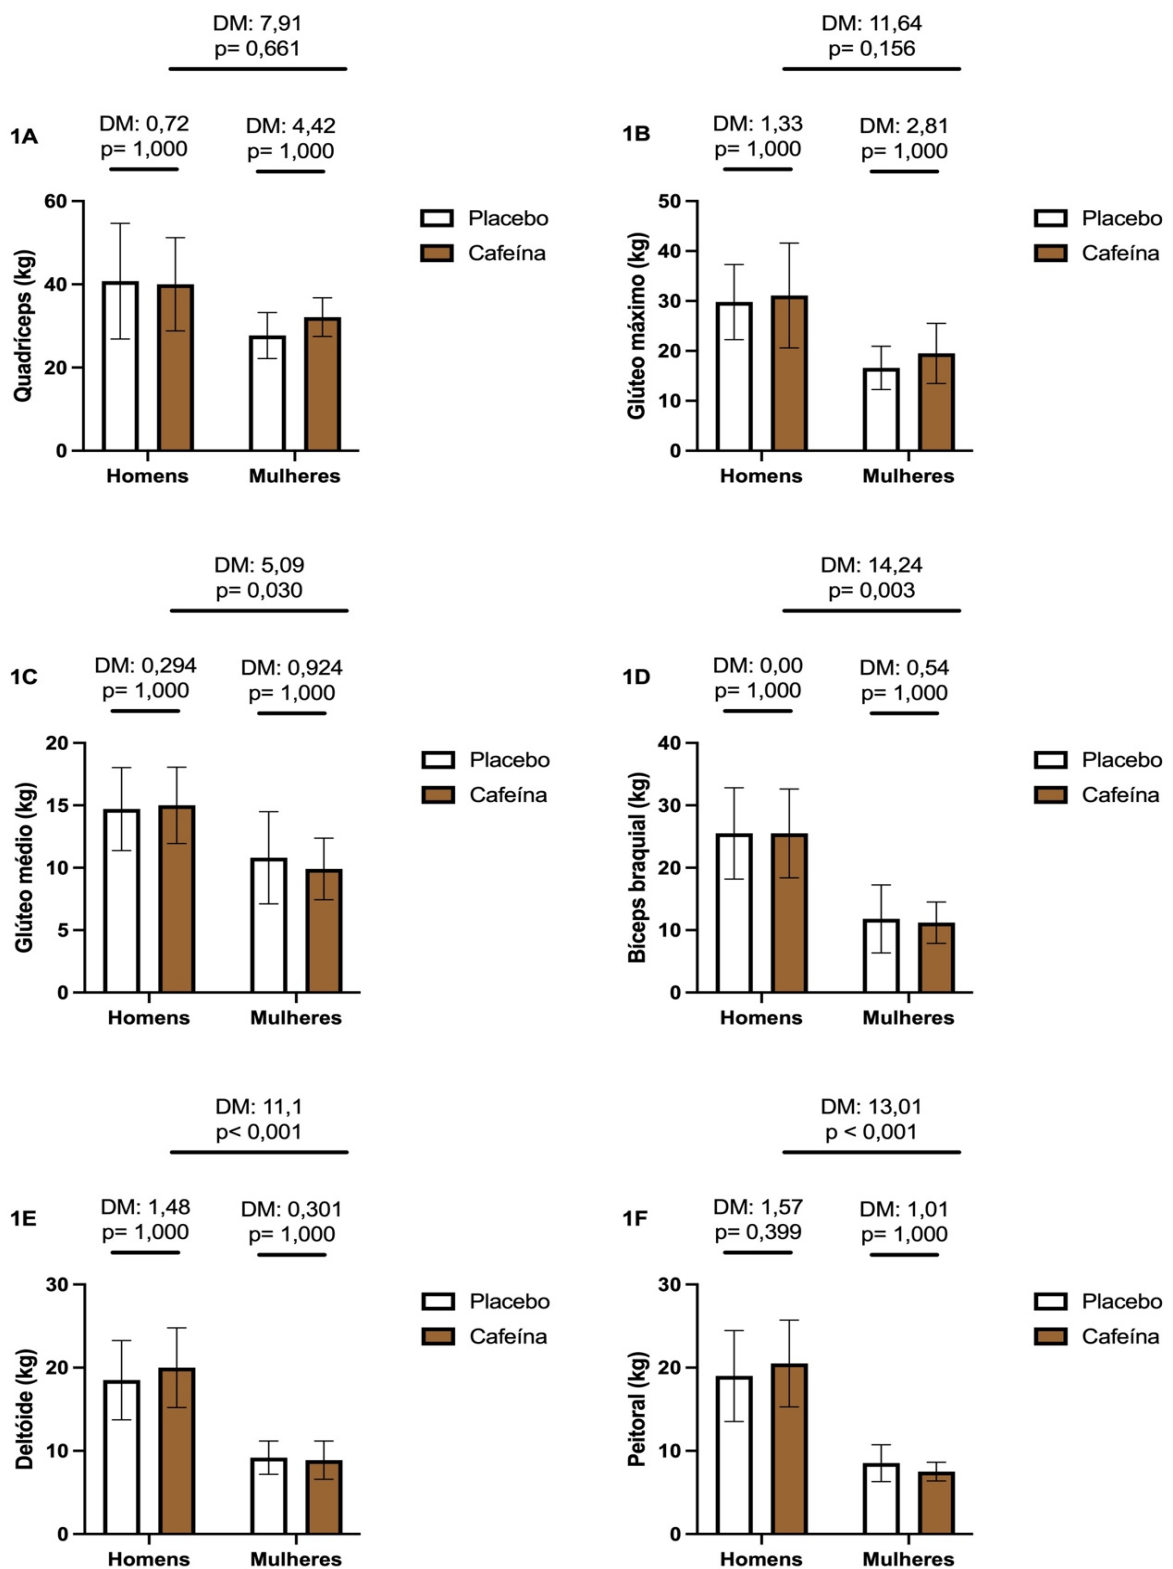 DM: 7,91
p= 0,661
1A
DM: 0,72
p= 1,000
DM: 4,42
p= 1,000
Quadríceps (kg)
60
40
20
0
Homens
Mulheres
Placebo
Cafeína
DM: 11,64
p= 0,156
1B
DM: 1,33
p= 1,000
DM: 2,81
p= 1,000
Glúteo máximo (kg)
50
40
30
20
10
0
Homens
Mulheres
Placebo
Cafeína
DM: 5,09
p= 0,030
1C
DM: 0,294
p= 1,000
DM: 0,924
p= 1,000
Glúteo médio (kg)
20
15
10
5
0
Homens
Mulheres
Placebo
Cafeína
DM: 14,24
p= 0,003
1D
DM: 0,00
p= 1,000
DM: 0,54
p= 1,000
Bíceps braquial (kg)
40
30
20
10
0
Homens
Mulheres
Placebo
Cafeína
DM: 11,1
p< 0,001
1E
DM: 1,48
p= 1,000
DM: 0,301
p= 1,000
Deltóide (kg)
30
20
10
0
Homens
Mulheres
Placebo
Cafeína
DM: 13,01
p < 0,001
1F
DM: 1,57
p= 0,399
DM: 1,01
p= 1,000
Peitoral (kg)
30
20
10
0
Homens
Mulheres
Placebo
Cafeína